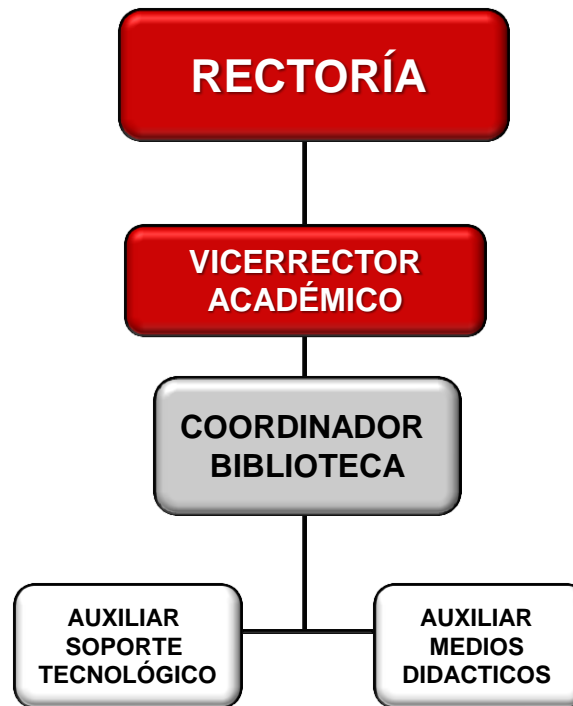 RECTORÍA
VICERRECTOR
ACADÉMICO
COORDINADOR
BIBLIOTECA
AUXILIAR
SOPORTE
TECNOLÓGICO
AUXILIAR
MEDIOS
DIDACTICOS